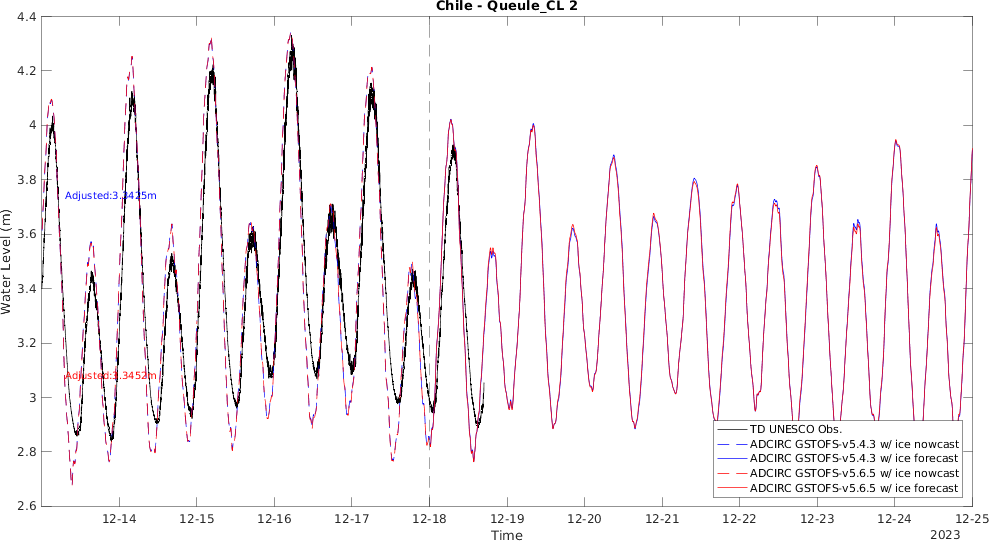 Chile - Queule_CL 2
4.4
4.2
4
3.8
3.6
3.4
3.2
3
2.8
2.6
Water Level (m)
Adjusted:3.3425m
Adjusted:3.3452m
TD UNESCO Obs.
ADCIRC GSTOFS-v5.4.3 w/ ice nowcast
ADCIRC GSTOFS-v5.4.3 w/ ice forecast
ADCIRC GSTOFS-v5.6.5 w/ ice nowcast
ADCIRC GSTOFS-v5.6.5 w/ ice forecast
12-14 12-15 12-16 12-17 12-18 12-19 12-20 12-21 12-22 12-23 12-24 12-25
Time
2023